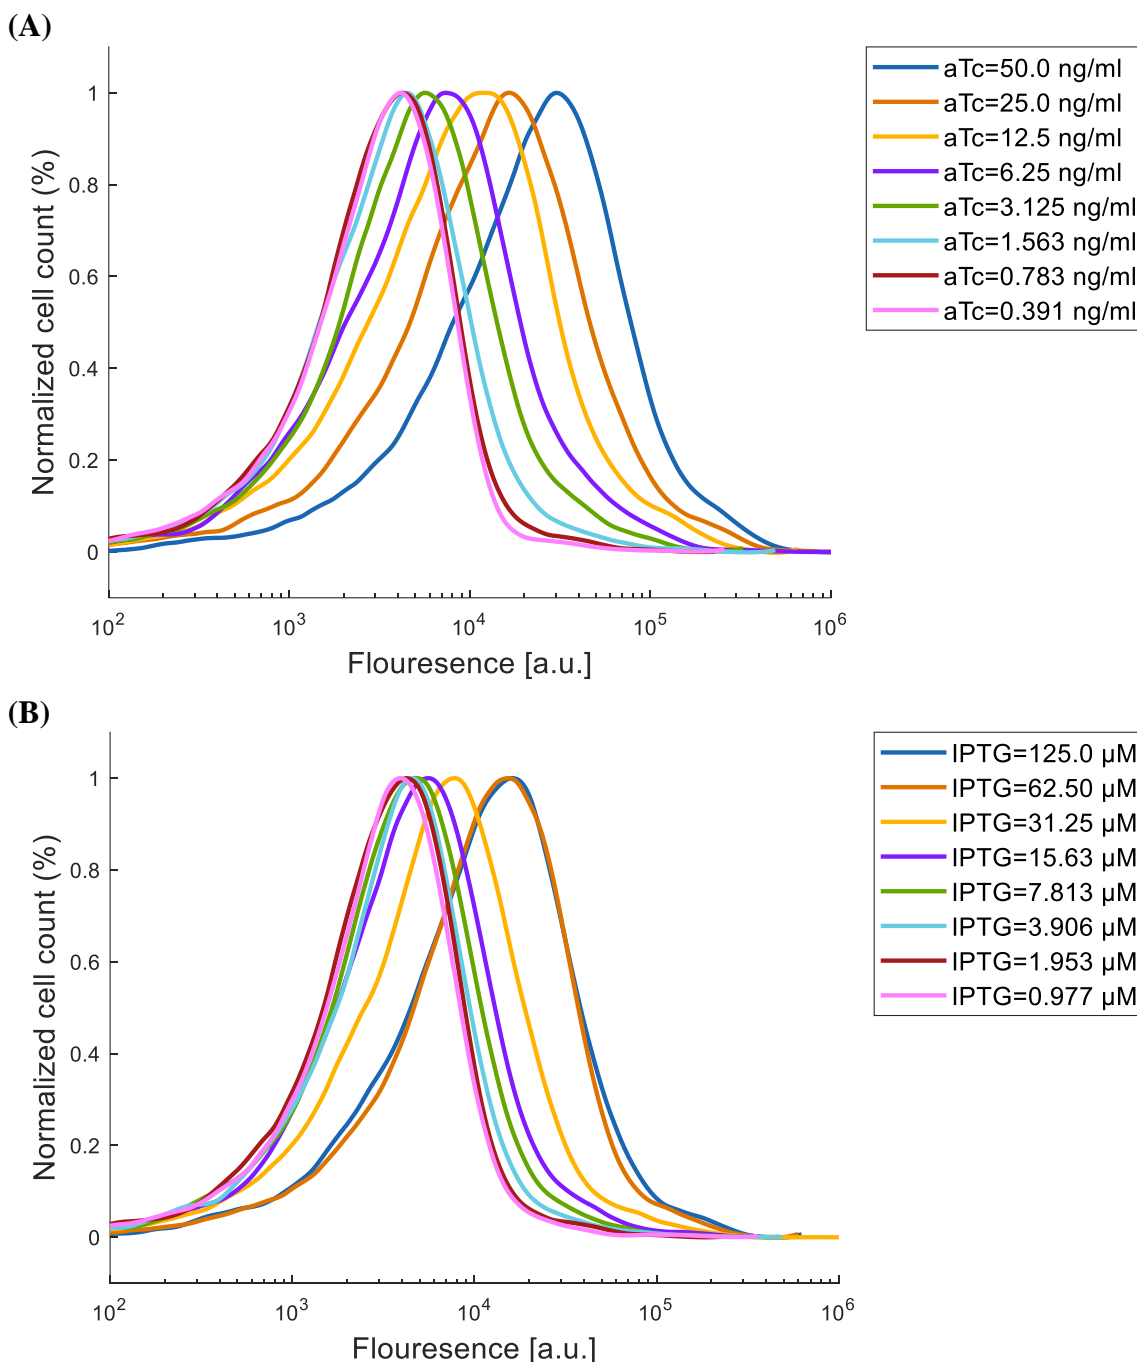 (A)
Normalized cell count (%)
1
0.8
0.6
0.4
0.2
0
10^2 10^3 10^4 10^5 10^6
Flouresence [a.u.]
aTc=50.0 ng/ml
aTc=25.0 ng/ml
aTc=12.5 ng/ml
aTc=6.25 ng/ml
aTc=3.125 ng/ml
aTc=1.563 ng/ml
aTc=0.783 ng/ml
aTc=0.391 ng/ml
(B)
Normalized cell count (%)
1
0.8
0.6
0.4
0.2
0
10^2 10^3 10^4 10^5 10^6
Flouresence [a.u.]
IPTG=125.0 µM
IPTG=62.50 µM
IPTG=31.25 µM
IPTG=15.63 µM
IPTG=7.813 µM
IPTG=3.906 µM
IPTG=1.953 µM
IPTG=0.977 µM